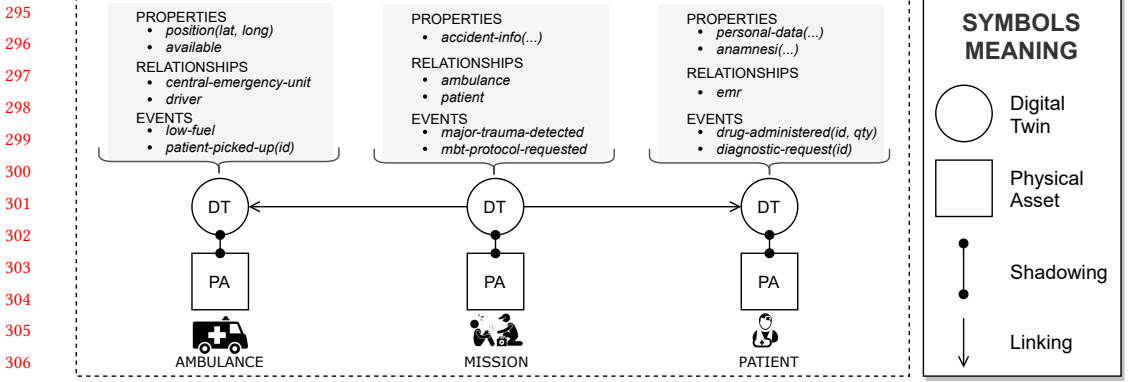 295
296
297
298
299
300
301
302
303
304
305
306
PROPERTIES
• position(lat, long)
• available
RELATIONSHIPS
• central-emergency-unit
• driver
EVENTS
• low-fuel
• patient-picked-up(id)
DT
PA
AMBULANCE
PROPERTIES
• accident-info(...)
RELATIONSHIPS
• ambulance
• patient
EVENTS
• major-trauma-detected
• mbt-protocol-requested
DT
PA
MISSION
PROPERTIES
• personal-data(...)
• anamnesi(...)
RELATIONSHIPS
• emr
EVENTS
• drug-administered(id, qty)
• diagnostic-request(id)
DT
PA
PATIENT
SYMBOLS
MEANING
Digital
Twin
Physical
Asset
Shadowing
Linking